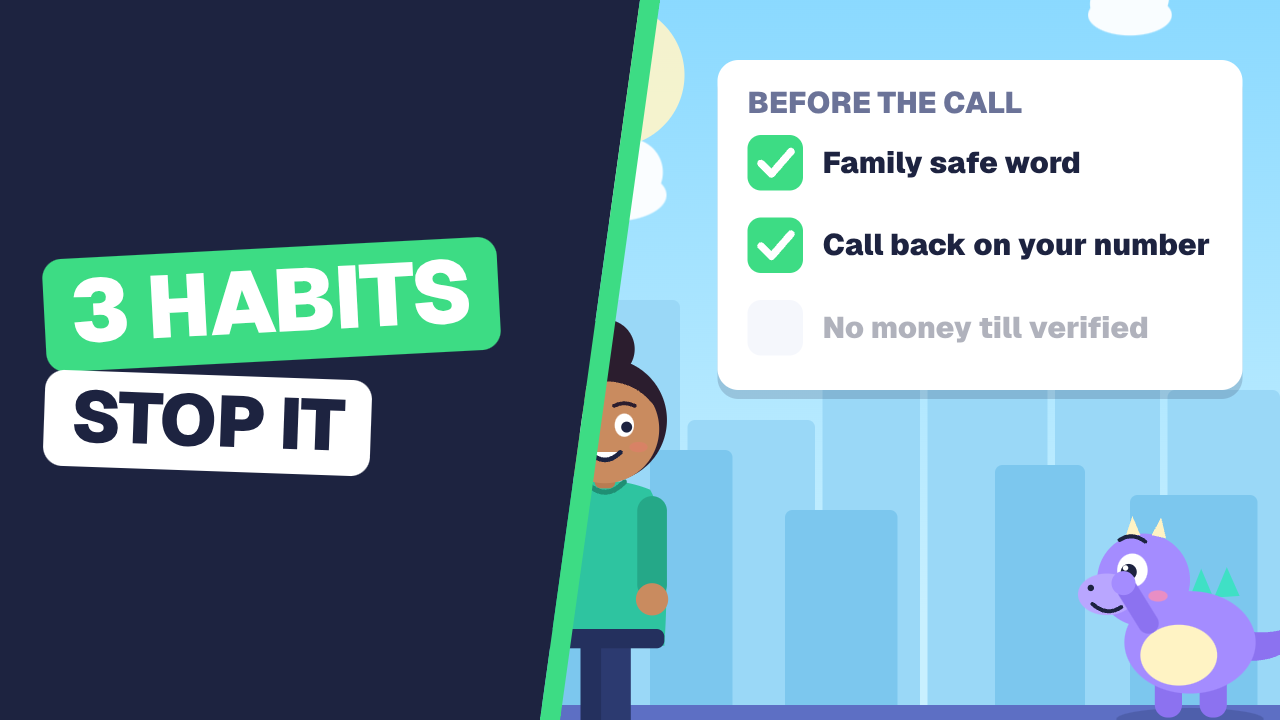 3 HABITS
STOP IT
BEFORE THE CALL
Family safe word
Call back on your number
No money till verified